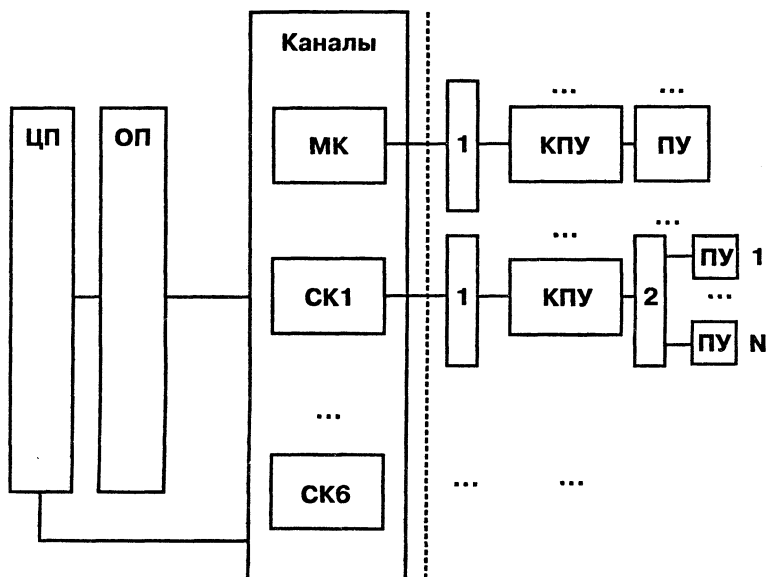 Каналы
... ...
ЦП ОП МК 1 КПУ ПУ
... ...
ПУ 1
СК1 1 КПУ 2 ...
ПУ N
...
СК6 ... ...